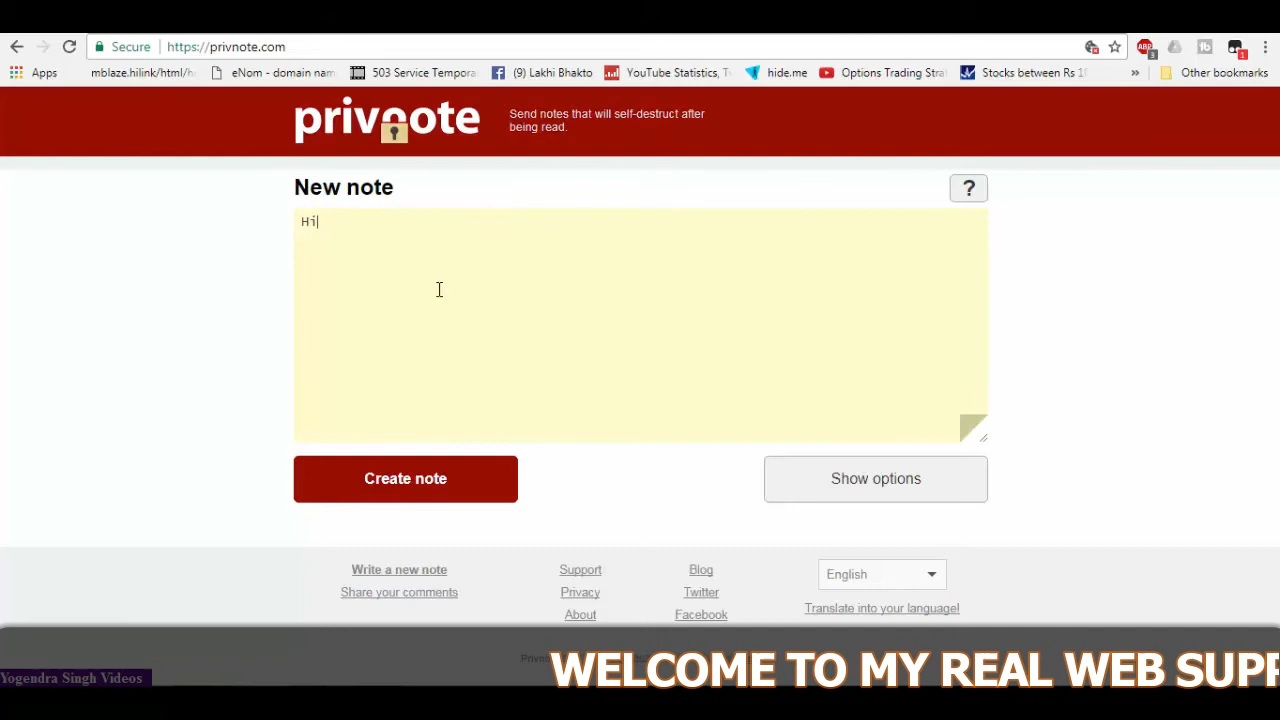 Secure https://privnote.com
Apps mblaze.hilink/html/h eNom - domain nam 503 Service Tempora (9) Lakhi Bhakto YouTube Statistics, T hide.me Options Trading Stra Stocks between Rs 1 » Other bookmarks
privnote
Send notes that will self-destruct after
being read.
New note ?
Hi
Create note Show options
Write a new note Support Blog English
Share your comments Privacy Twitter Translate into your language!
About Facebook
WELCOME TO MY REAL WEB SUPP
Yogendra Singh Videos